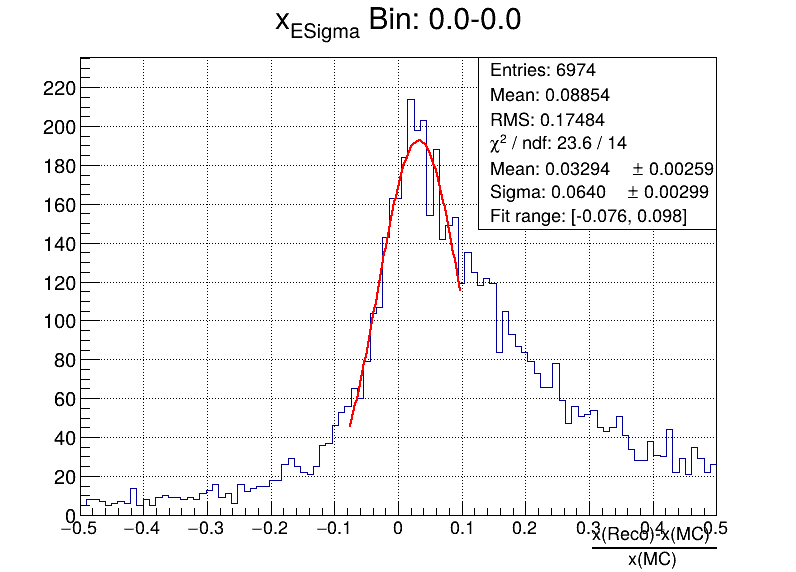 x_ESigma Bin: 0.0-0.0
Entries: 6974
Mean: 0.08854
RMS: 0.17484
χ² / ndf: 23.6 / 14
Mean: 0.03294 ± 0.00259
Sigma: 0.0640 ± 0.00299
Fit range: [-0.076, 0.098]
220
200
180
160
140
120
100
80
60
40
20
0
−0.5 −0.4 −0.3 −0.2 −0.1 0 0.1 0.2 0.3 0.4 0.5
x(Reco)-x(MC)
x(MC)